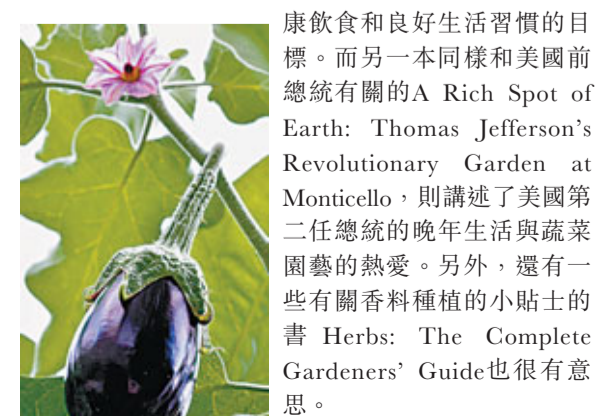 康飲食和良好生活習慣的目
標。而另一本同樣和美國前
總統有關的A Rich Spot of
Earth: Thomas Jefferson’s
Revolutionary Garden at
Monticello，則講述了美國第
二任總統的晚年生活與蔬菜
園藝的熱愛。另外，還有一
些有關香料種植的小貼士的
書 Herbs: The Complete
Gardeners’ Guide也很有意
思。